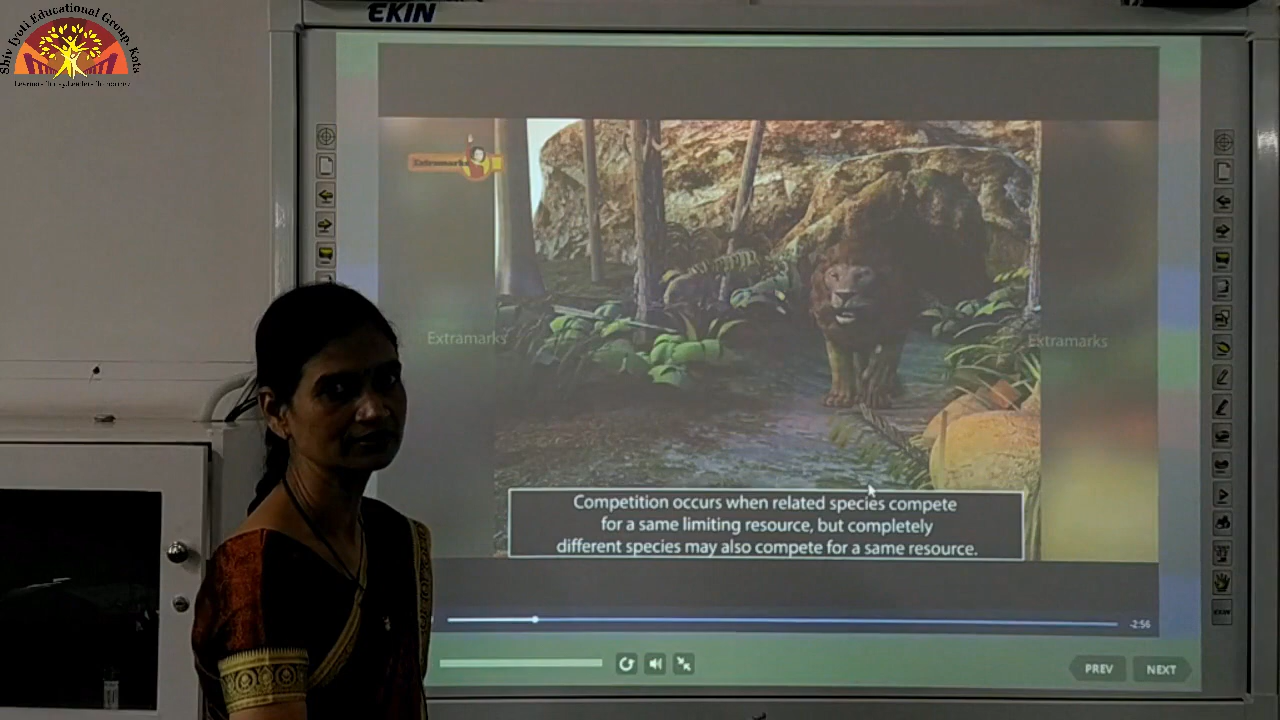 EKIN
Shiv Jyoti Educational Group, Kota
Extramarks
Extramarks
Extramarks
Competition occurs when related species compete
for a same limiting resource, but completely
different species may also compete for a same resource.
-2:56
PREV
NEXT
EKIN